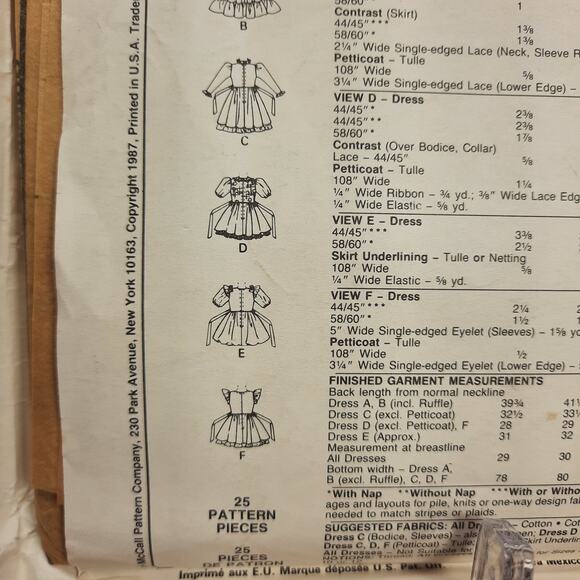 McCall Pattern Company, 230 Park Avenue, New York 10163, Copyright 1987, Printed in U.S.A.
B
C
D
E
F
25
PATTERN
PIECES
25
PIECES
DE PATRON
58/60"*
1
Contrast (Skirt)
44/45"*** 1⅜
58/60"* 1⅜
2¼" Wide Single-edged Lace (Neck, Sleeve
Petticoat – Tulle
108" Wide ⅝
3¼" Wide Single-edged Lace (Lower Edge) –
VIEW D – Dress
44/45"* 2⅜
44/45"** 2⅜
58/60"* 1⅞
Contrast (Over Bodice, Collar)
Lace – 44/45" ⅝
Petticoat – Tulle
108" Wide 1¼
¼" Wide Ribbon – ¾ yd.; ⅜" Wide Lace Edg
¼" Wide Elastic – ⅝ yd.
VIEW E – Dress
44/45"*** 3⅜
58/60"* 2½
Skirt Underlining – Tulle or Netting
108" Wide ⅝
¼" Wide Elastic – ⅝ yd.
VIEW F – Dress
44/45"*** 2¼
58/60"** 1½
5" Wide Single-edged Eyelet (Sleeves) – 1⅝ yd
Petticoat – Tulle
108" Wide ½
3¼" Wide Single-edged Eyelet (Lower Edge) –
FINISHED GARMENT MEASUREMENTS
Back length from normal neckline
Dress A, B (incl. Ruffle) 39¾ 41
Dress C (excl. Petticoat) 32½ 33
Dress D (excl. Petticoat), F 28 29
Dress E (Approx.) 31 32
Measurement at breastline
All Dresses 29 30
Bottom width – Dress A,
B (excl. Ruffle), C, D, F 78 80
*With Nap **Without Nap ***With or Witho
ages and layouts for pile, knits or one-way design fa
needed to match stripes or plaids.
SUGGESTED FABRICS: All Dr • Cotton •
Dress C (Bodice, Sleeves) – als en; Dress D
Dress C, D, F (Petticoat) – Tulle; Skirt Underlin
All Dresses – Not Suitable for
Imprimé aux E.U. Marque déposée U.S. Pat. Off.